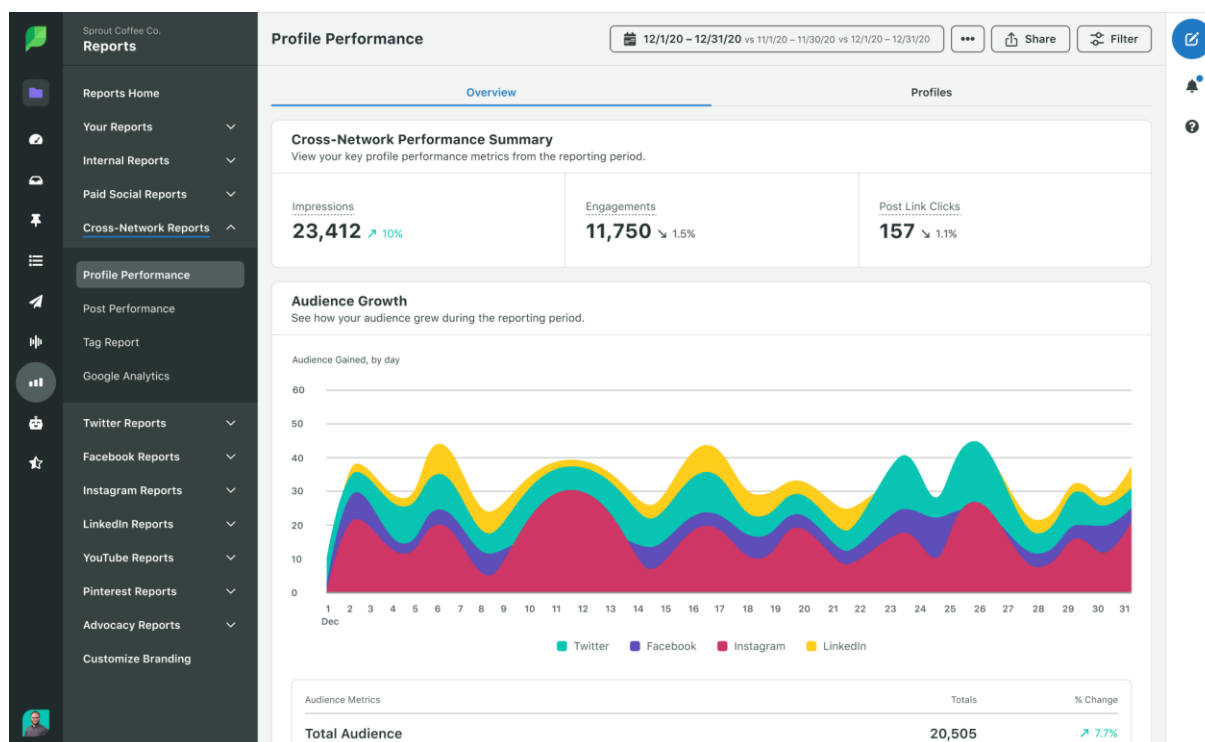 Sprout Coffee Co.
Reports
Reports Home
Your Reports
Internal Reports
Paid Social Reports
Cross-Network Reports
Profile Performance
Post Performance
Tag Report
Google Analytics
Twitter Reports
Facebook Reports
Instagram Reports
LinkedIn Reports
YouTube Reports
Pinterest Reports
Advocacy Reports
Customize Branding
Profile Performance
12/1/20 – 12/31/20 vs 11/1/20 – 11/30/20 vs 12/1/20 – 12/31/20
Share
Filter
Overview Profiles
Cross-Network Performance Summary
View your key profile performance metrics from the reporting period.
Impressions Engagements Post Link Clicks
23,412 ↗ 10% 11,750 ↘ 1.5% 157 ↘ 1.1%
Audience Growth
See how your audience grew during the reporting period.
Audience Gained, by day
60
50
40
30
20
10
0
1 2 3 4 5 6 7 8 9 10 11 12 13 14 15 16 17 18 19 20 21 22 23 24 25 26 27 28 29 30 31
Dec
Twitter Facebook Instagram LinkedIn
Audience Metrics Totals % Change
Total Audience 20,505 ↗ 7.7%